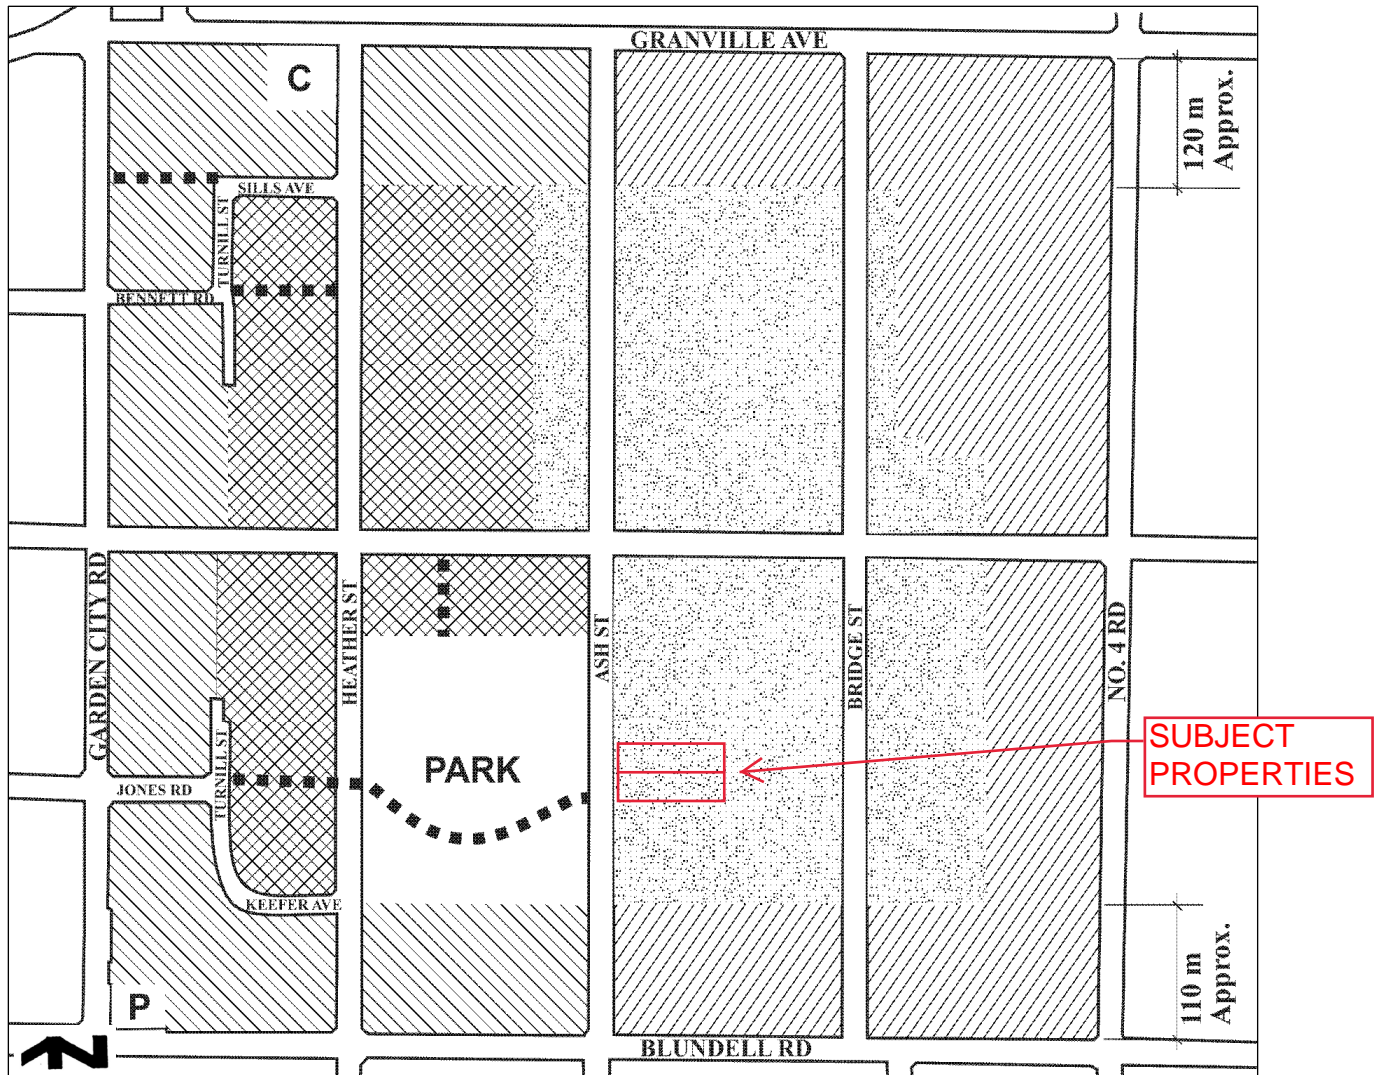 GRANVILLE AVE
C
120 m
Approx.
SILLS AVE
TURNILL ST
BENNETT RD
GARDEN CITY RD
HEATHER ST
ASH ST
BRIDGE ST
NO. 4 RD
SUBJECT
PROPERTIES
PARK
JONES RD
TURNILL ST
KEEFER AVE
110 m
Approx.
P
N
BLUNDELL RD